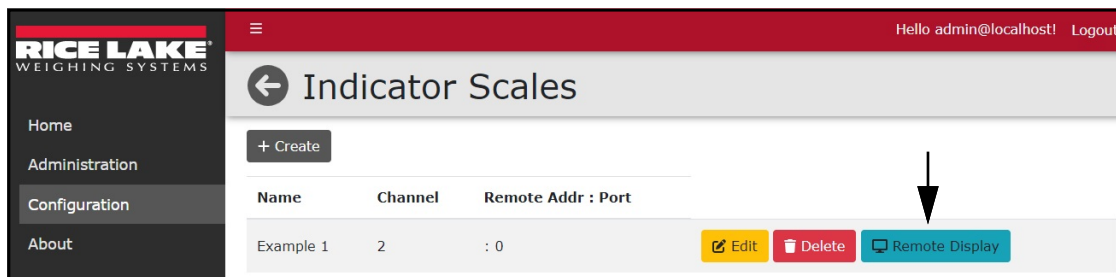 RICE LAKE
WEIGHING SYSTEMS
Hello admin@localhost! Logout
Indicator Scales
Home
Administration
Configuration
About
+ Create
Name Channel Remote Addr : Port
Example 1 2 : 0 Edit Delete Remote Display